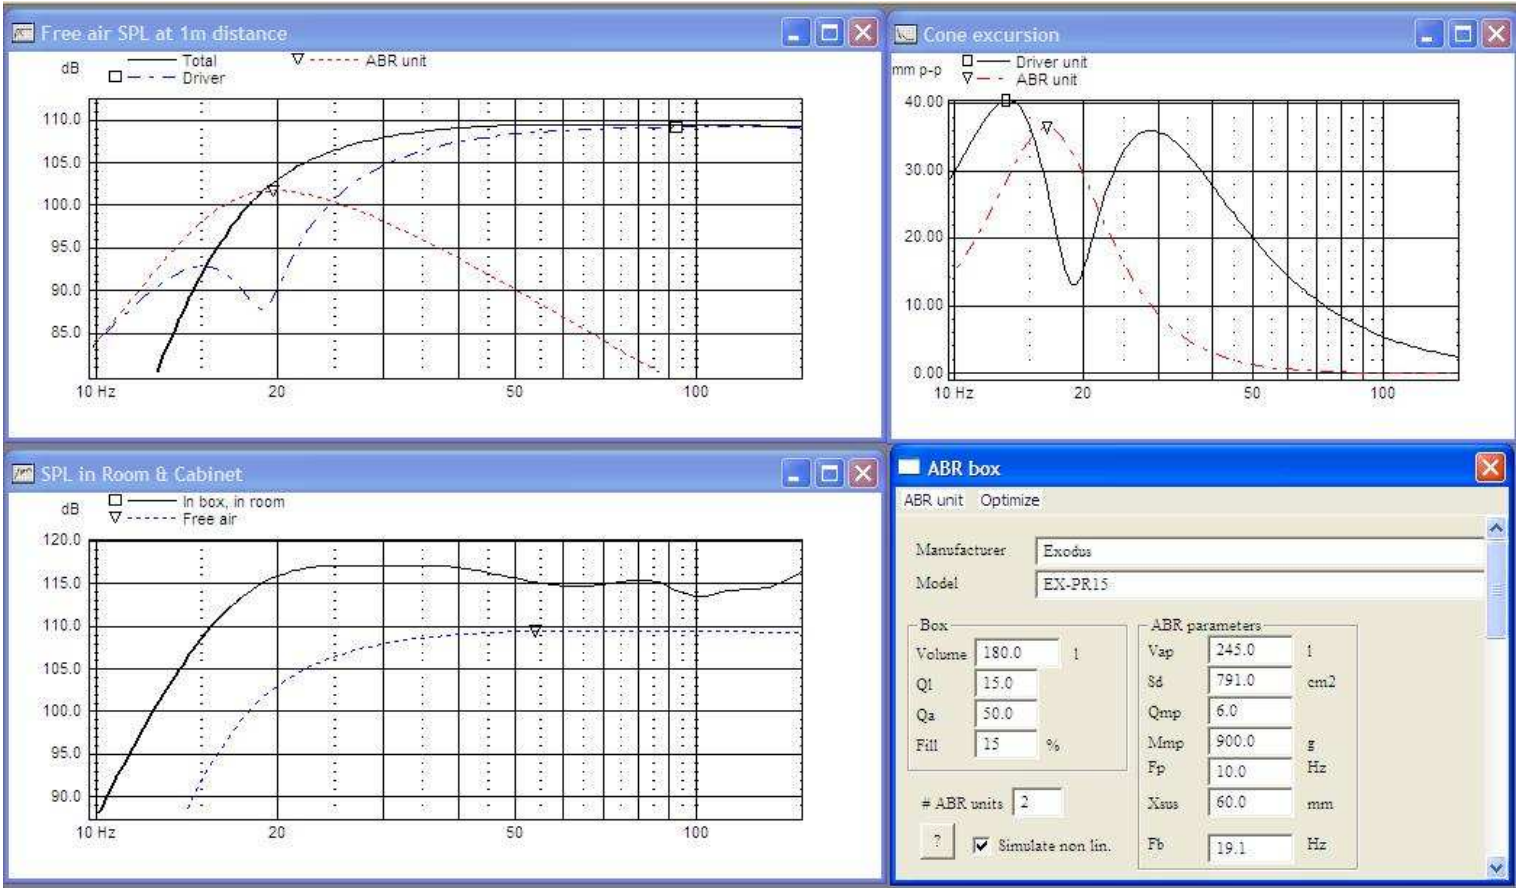 Free air SPL at 1m distance
dB
Total
Driver
ABR unit
110.0
105.0
100.0
95.0
90.0
85.0
10 Hz 20 50 100
Cone excursion
mm p-p
Driver unit
ABR unit
40.00
30.00
20.00
10.00
0.00
10 Hz 20 50 100
SPL in Room & Cabinet
dB
In box, in room
Free air
120.0
115.0
110.0
105.0
100.0
95.0
90.0
10 Hz 20 50 100
ABR box
ABR unit Optimize
Manufacturer Exodus
Model EX-PR15
Box
Volume 180.0 l
Ql 15.0
Qa 50.0
Fill 15 %
# ABR units 2
? Simulate non lin.
ABR parameters
Vap 245.0 l
Sd 791.0 cm2
Qmp 6.0
Mmp 900.0 g
Fp 10.0 Hz
Xsus 60.0 mm
Fb 19.1 Hz